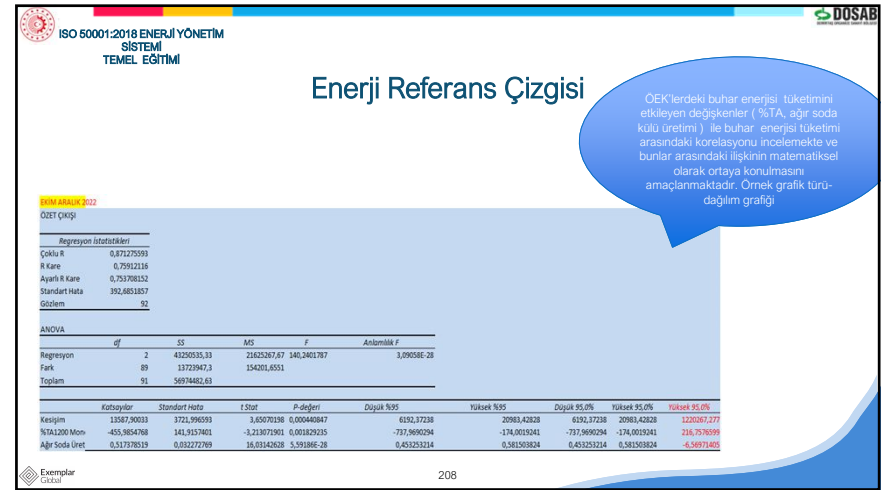 ISO 50001:2018 ENERJİ YÖNETİM
SİSTEMİ
TEMEL EĞİTİMİ
DOSAB
Enerji Referans Çizgisi
ÖEK'lerdeki buhar enerjisi tüketimini
etkileyen değişkenler ( %TA, ağır soda
külü üretimi ) ile buhar enerjisi tüketimi
arasındaki korelasyonu incelemekte ve
bunlar arasındaki ilişkinin matematiksel
olarak ortaya konulmasını
amaçlanmaktadır. Örnek grafik türü-
dağılım grafiği
EKİM ARALIK 2022
ÖZET ÇIKIŞI
Regresyon İstatistikleri
Çoklu R 0,871275593
R Kare 0,75912116
Ayarlı R Kare 0,753708152
Standart Hata 392,6851857
Gözlem 92
ANOVA
df SS MS F Anlamlılık F
Regresyon 2 43250535,33 21625267,67 140,2401787 3,09058E-28
Fark 89 13723947,3 154201,6551
Toplam 91 56974482,63
Katsayılar Standart Hata t Stat P-değeri Düşük %95 Yüksek %95 Düşük 95,0% Yüksek 95,0% Yüksek 95,0%
Kesişim 13587,90033 3721,996593 3,65070198 0,000440847 6192,37238 20983,42828 6192,37238 20983,42828 1220267,277
%TA1200 Mon -455,9854768 141,9157401 -3,213071901 0,001829235 -737,9690294 -174,0019241 -737,9690294 -174,0019241 216,7576599
Ağır Soda Üret 0,517378519 0,032272769 16,03142628 5,59186E-28 0,453253214 0,581503824 0,453253214 0,581503824 -6,56971405
Exemplar
Global
208